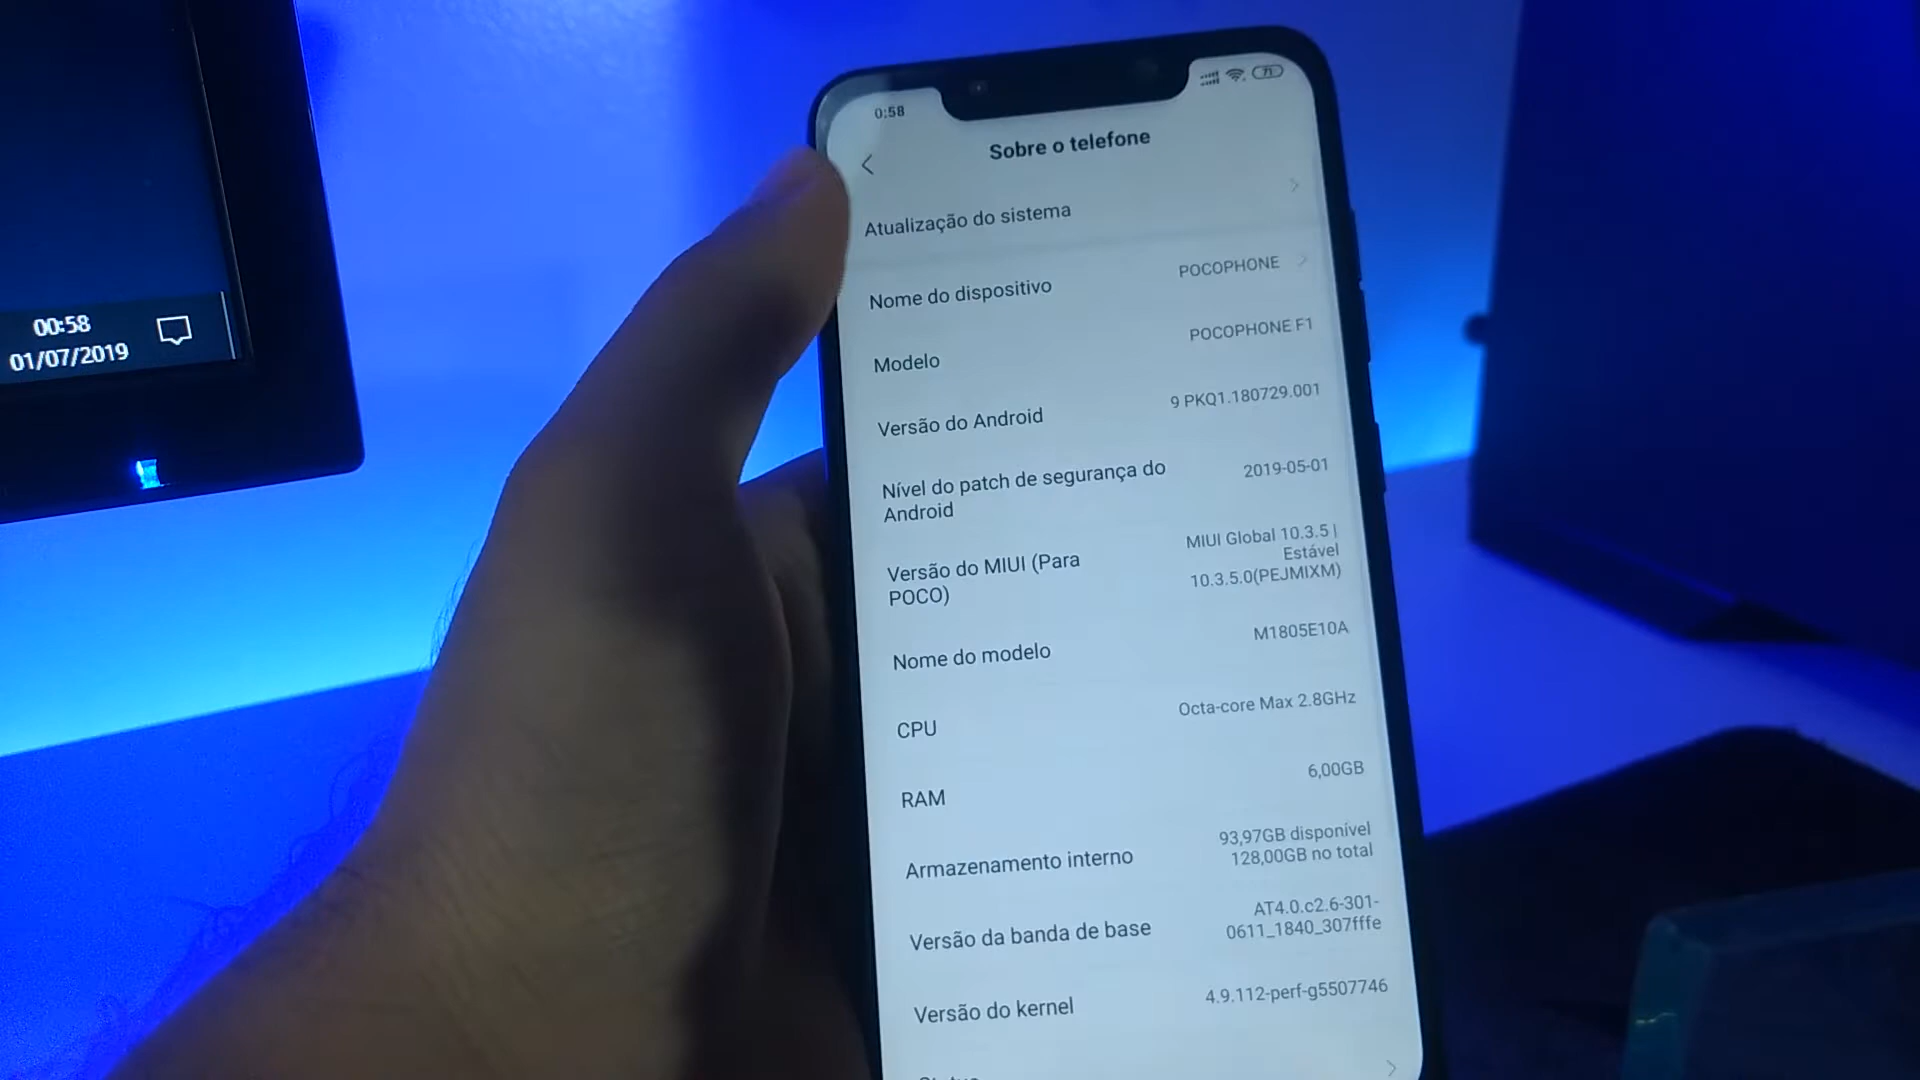 00:58
01/07/2019
0:58
71
Sobre o telefone
Atualização do sistema
Nome do dispositivo
POCOPHONE
Modelo
POCOPHONE F1
Versão do Android
9 PKQ1.180729.001
Nível do patch de segurança do
Android
2019-05-01
Versão do MIUI (Para
POCO)
MIUI Global 10.3.5 |
Estável
10.3.5.0(PEJMIXM)
Nome do modelo
M1805E10A
CPU
Octa-core Max 2.8GHz
RAM
6,00GB
Armazenamento interno
93,97GB disponível
128,00GB no total
Versão da banda de base
AT4.0.c2.6-301-
0611_1840_307fffe
Versão do kernel
4.9.112-perf-g5507746